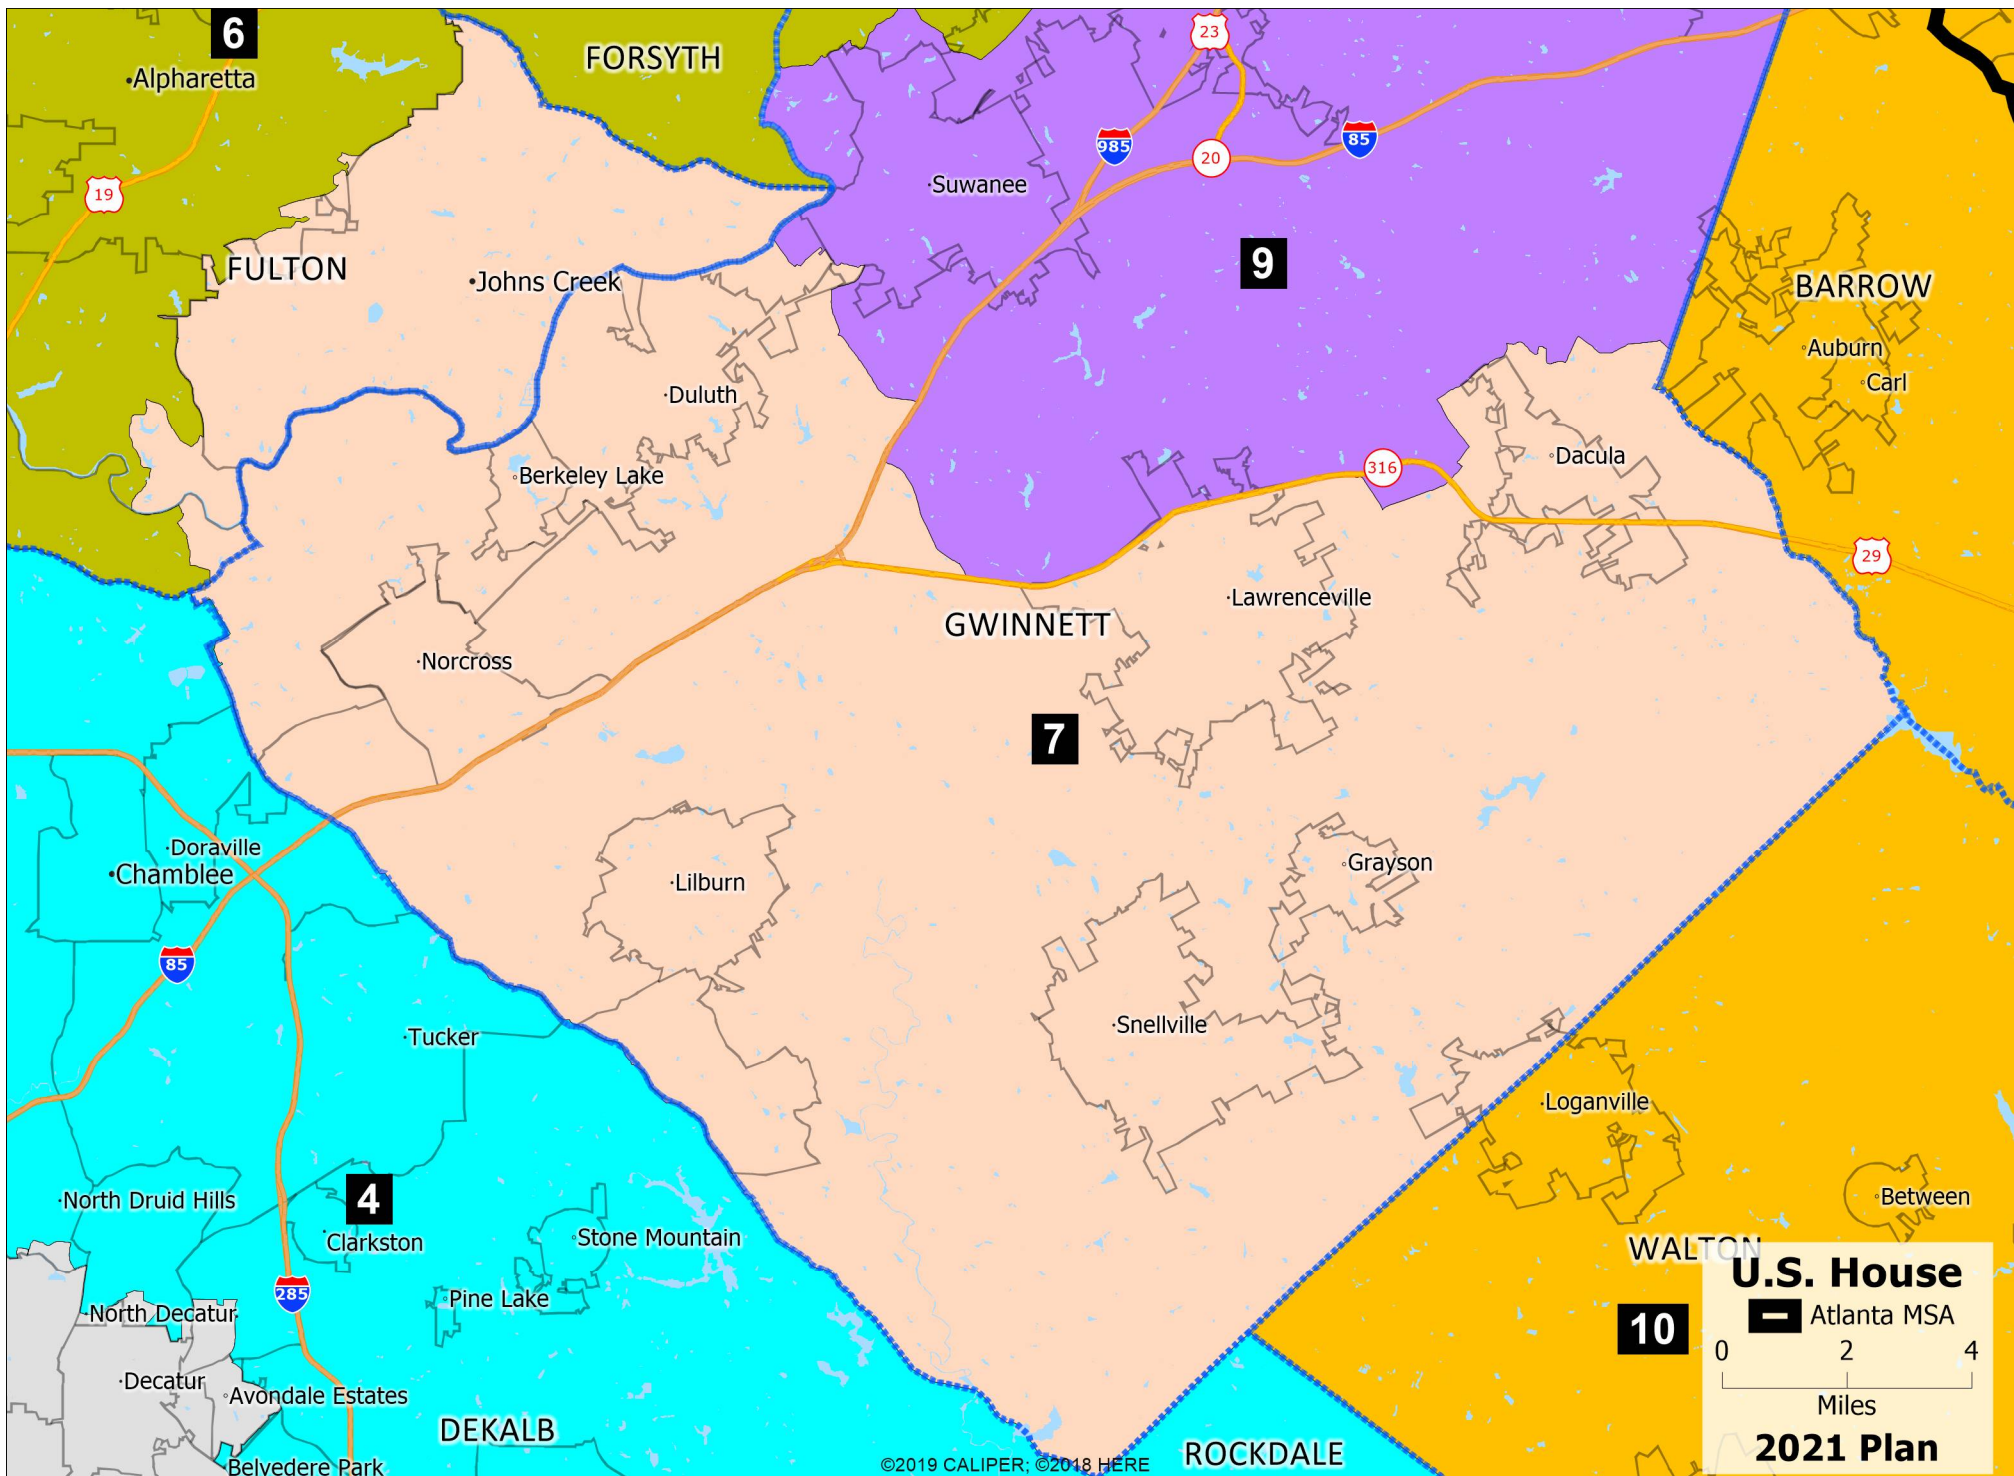 6
FORSYTH
23
Alpharetta
985
85
20
19
Suwanee
9
FULTON
Johns Creek
BARROW
Auburn
Carl
Duluth
Dacula
316
Berkeley Lake
29
Lawrenceville
GWINNETT
Norcross
7
Doraville
Chamblee
Grayson
Lilburn
85
Snellville
Tucker
Loganville
North Druid Hills
4
Between
Clarkston
Stone Mountain
WALTON
285
Pine Lake
North Decatur
10
Decatur
Avondale Estates
DEKALB
ROCKDALE
Belvedere Park
©2019 CALIPER; ©2018 HERE
U.S. House
Atlanta MSA
0 2 4
Miles
2021 Plan